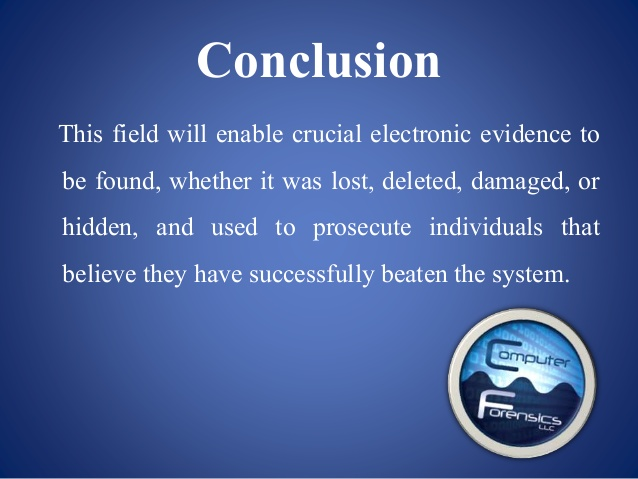 Conclusion
This field will enable crucial electronic evidence to
be found, whether it was lost, deleted, damaged, or
hidden, and used to prosecute individuals that
believe they have successfully beaten the system.
Computer
Forensics
LLC